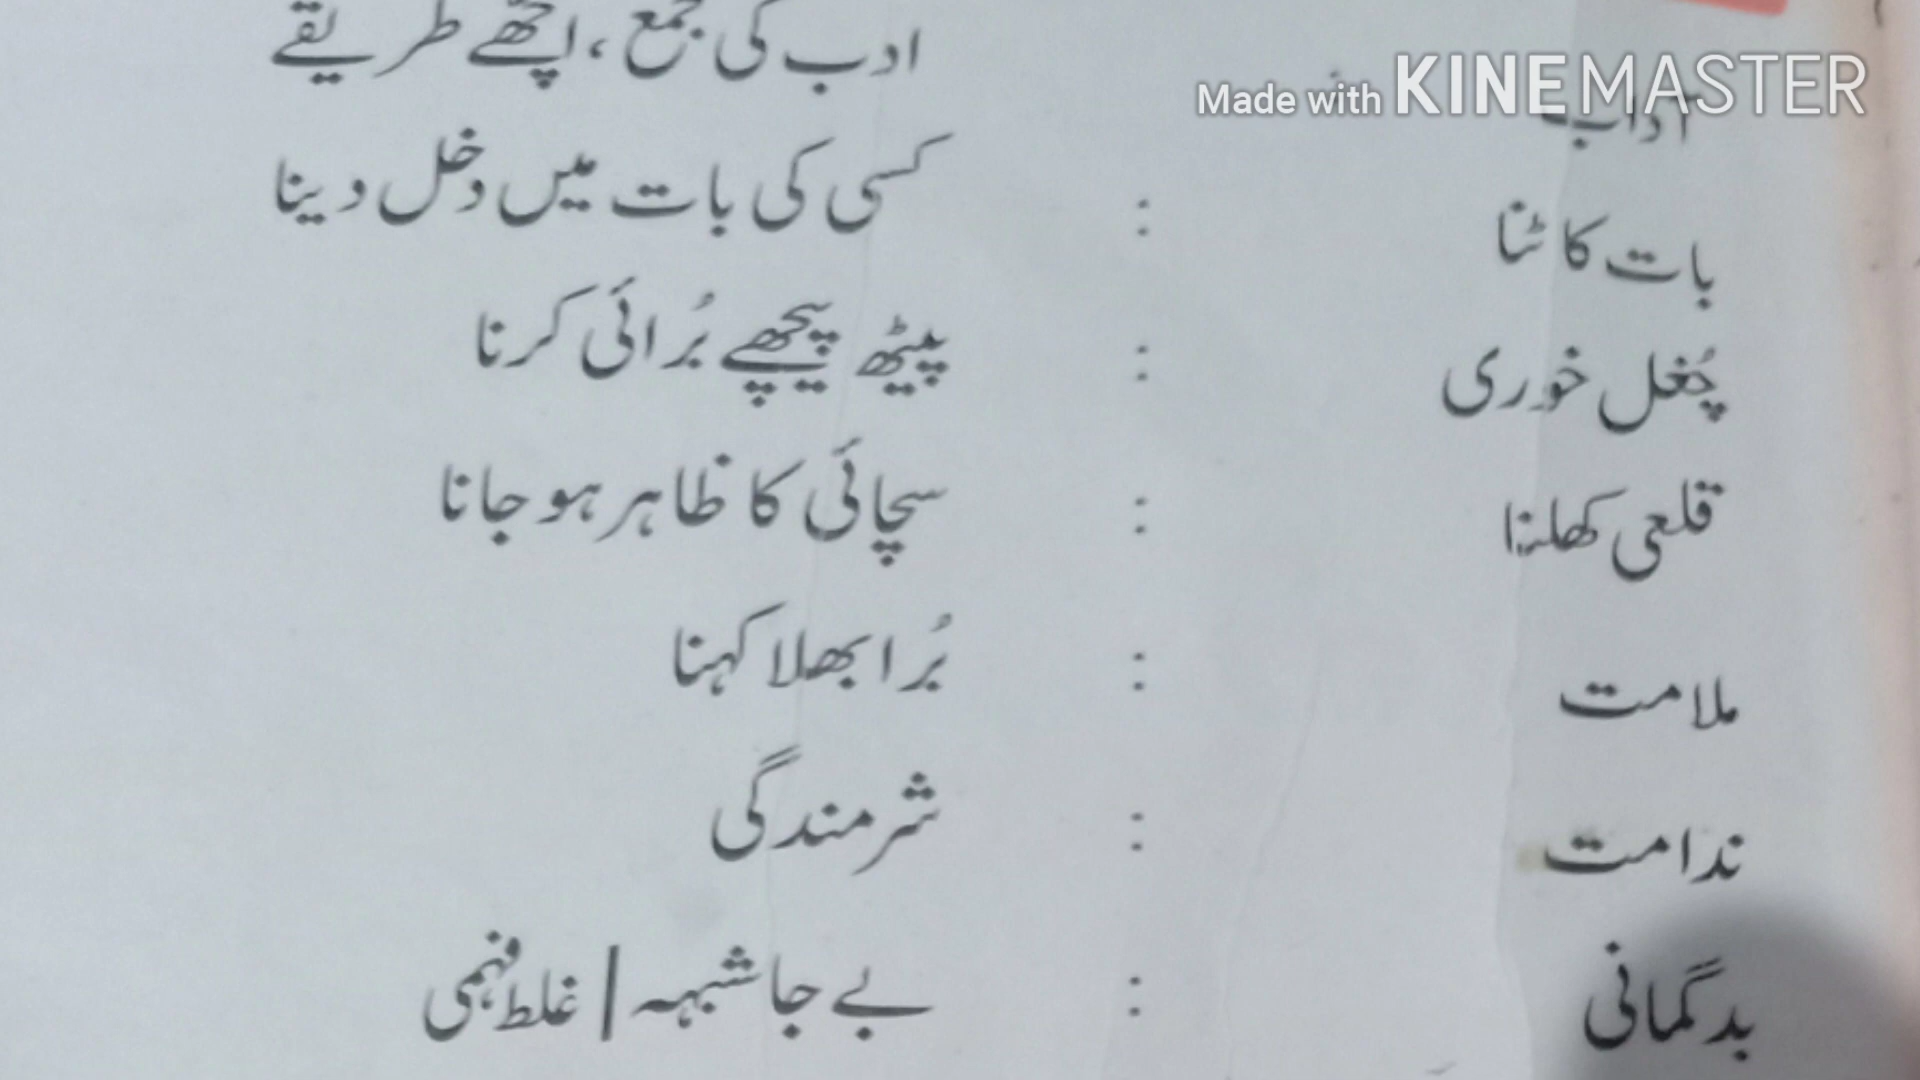 Made with KINEMASTER
آداب ادب کی جمع، اچھے طریقے
بات کاٹنا : کسی کی بات میں دخل دینا
چُغل خوری : پیٹھ پیچھے بُرائی کرنا
قلعی کھلنا : سچائی کا ظاہر ہو جانا
ملامت : بُرا بھلا کہنا
ندامت : شرمندگی
بدگمانی : بے جا شبہہ / غلط فہمی